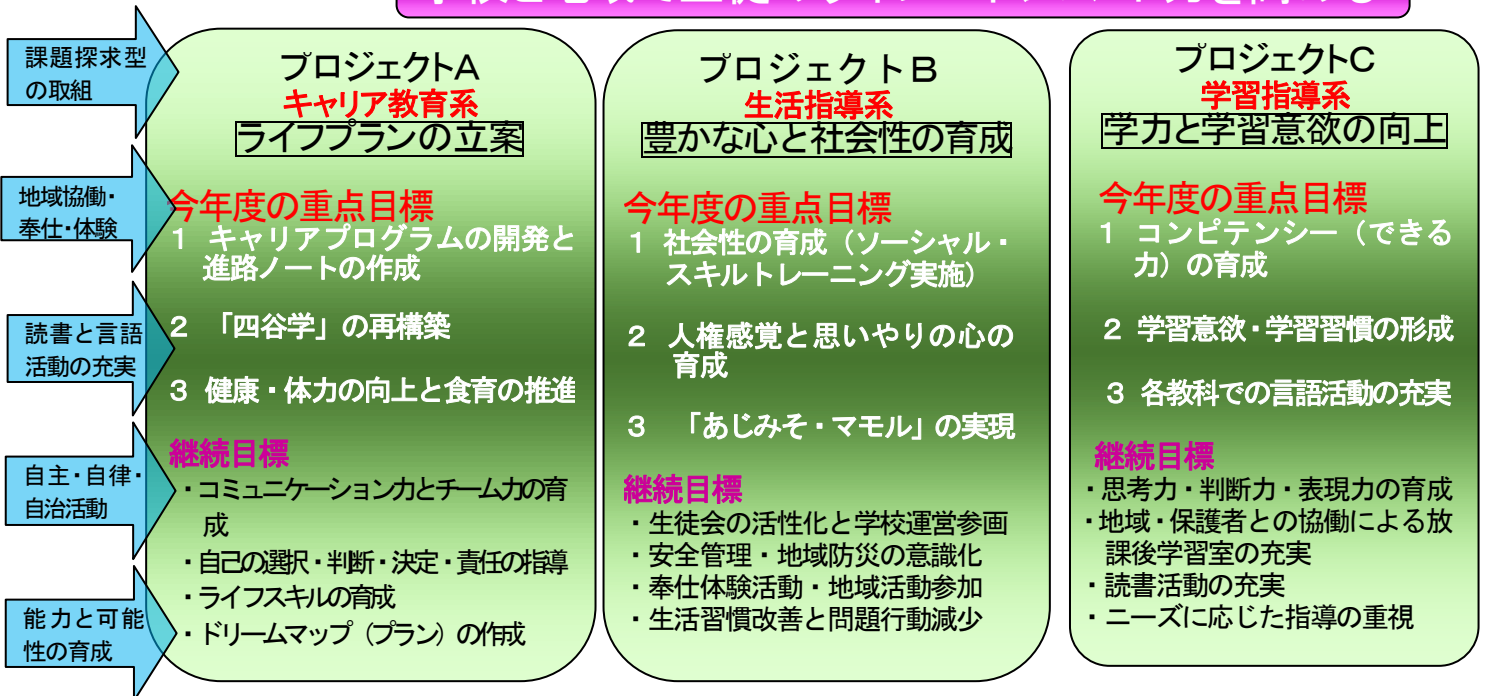 課題探求型
の取組
地域協働・
奉仕・体験
読書と言語
活動の充実
自主・自律・
自治活動
能力と可能
性の育成
プロジェクトA
キャリア教育系
ライフプランの立案
今年度の重点目標
1 キャリアプログラムの開発と
進路ノートの作成
2 「四谷学」の再構築
3 健康・体力の向上と食育の推進
継続目標
・コミュニケーション力とチーム力の育
成
・自己の選択・判断・決定・責任の指導
・ライフスキルの育成
・ドリームマップ（プラン）の作成
プロジェクトB
生活指導系
豊かな心と社会性の育成
今年度の重点目標
1 社会性の育成（ソーシャル・
スキルトレーニング実施）
2 人権感覚と思いやりの心の
育成
3 「あじみそ・マモル」の実現
継続目標
・生徒会の活性化と学校運営参画
・安全管理・地域防災の意識化
・奉仕体験活動・地域活動参加
・生活習慣改善と問題行動減少
プロジェクトC
学習指導系
学力と学習意欲の向上
今年度の重点目標
1 コンピテンシー（できる
力）の育成
2 学習意欲・学習習慣の形成
3 各教科での言語活動の充実
継続目標
・思考力・判断力・表現力の育成
・地域・保護者との協働による放
課後学習室の充実
・読書活動の充実
・ニーズに応じた指導の重視